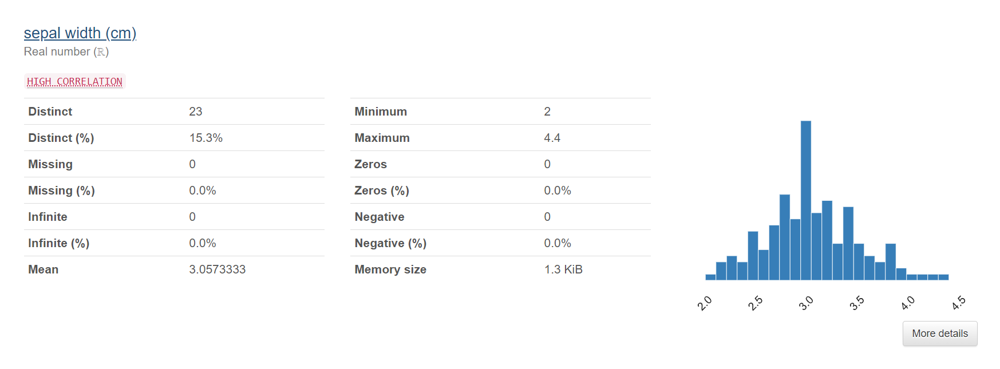 sepal width (cm)
Real number (ℝ)
HIGH CORRELATION
Distinct 23
Distinct (%) 15.3%
Missing 0
Missing (%) 0.0%
Infinite 0
Infinite (%) 0.0%
Mean 3.0573333
Minimum 2
Maximum 4.4
Zeros 0
Zeros (%) 0.0%
Negative 0
Negative (%) 0.0%
Memory size 1.3 KiB
2.0 2.5 3.0 3.5 4.0 4.5
More details